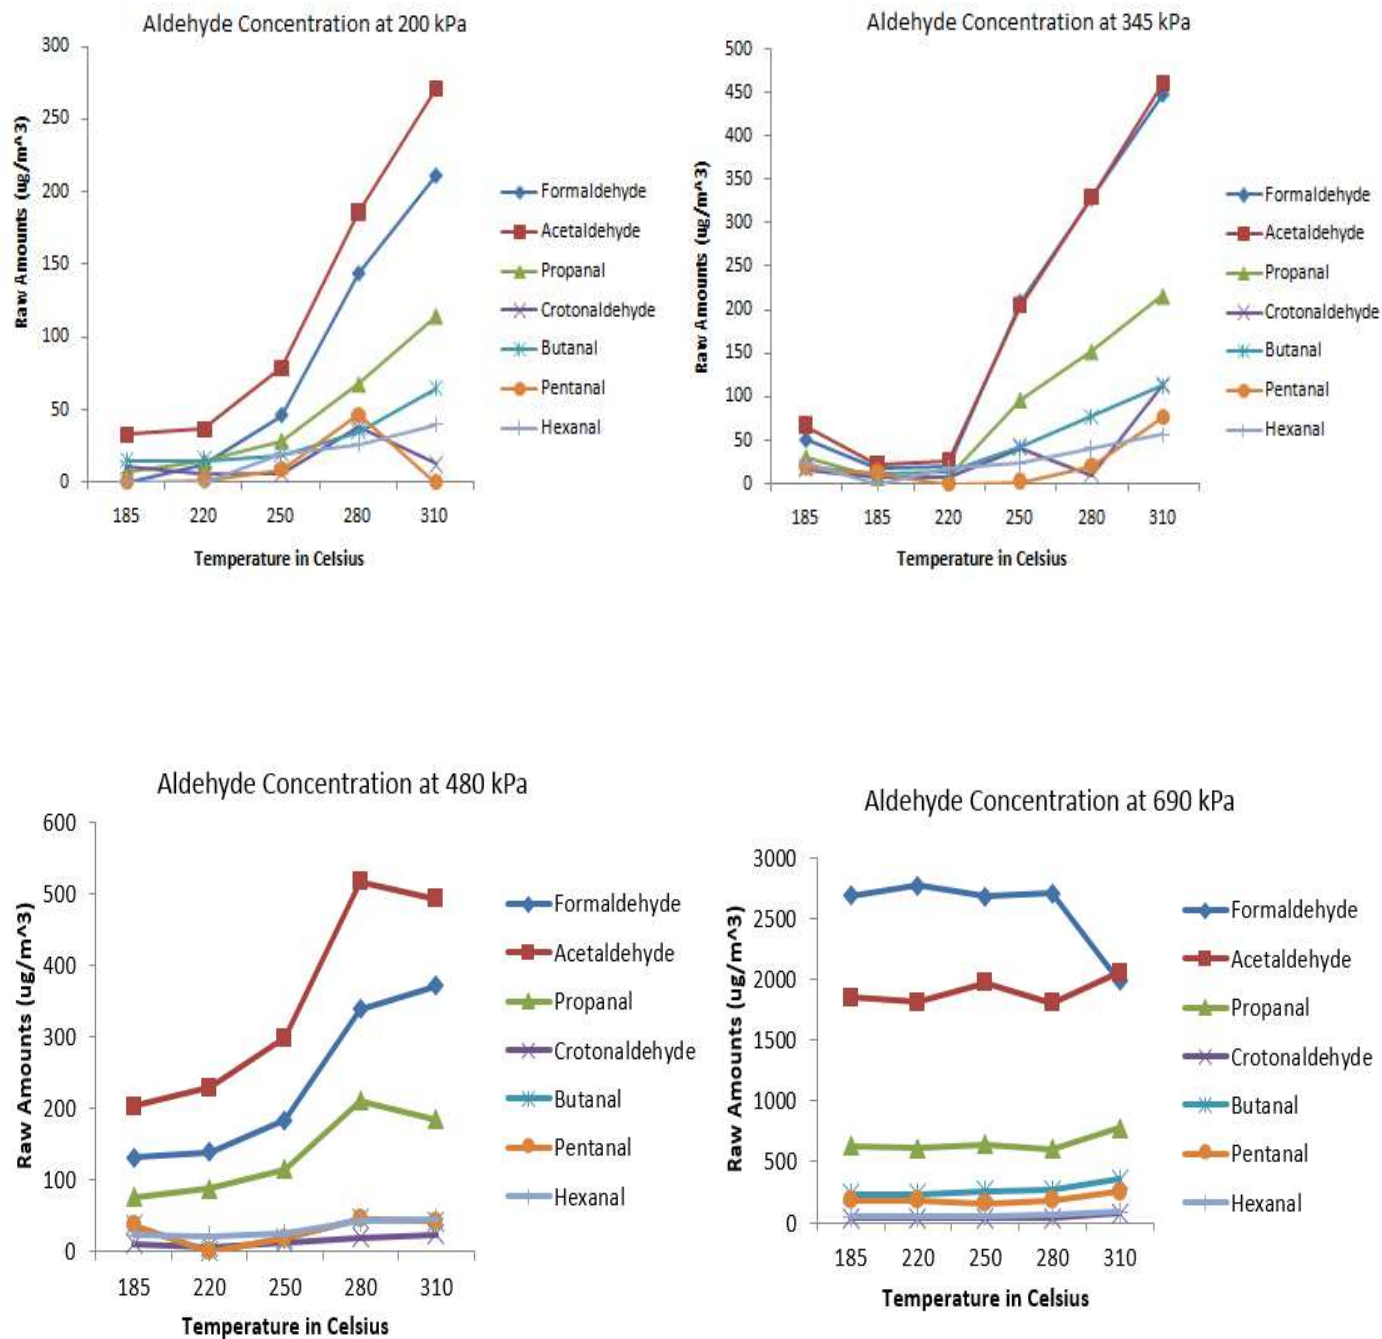 Aldehyde Concentration at 200 kPa
300
250
200
150
100
50
0
Raw Amounts (ug/m^3)
185 220 250 280 310
Temperature in Celsius
Formaldehyde
Acetaldehyde
Propanal
Crotonaldehyde
Butanal
Pentanal
Hexanal
Aldehyde Concentration at 345 kPa
500
450
400
350
300
250
200
150
100
50
0
Raw Amounts (ug/m^3)
185 185 220 250 280 310
Temperature in Celsius
Formaldehyde
Acetaldehyde
Propanal
Crotonaldehyde
Butanal
Pentanal
Hexanal
Aldehyde Concentration at 480 kPa
600
500
400
300
200
100
0
Raw Amounts (ug/m^3)
185 220 250 280 310
Temperature in Celsius
Formaldehyde
Acetaldehyde
Propanal
Crotonaldehyde
Butanal
Pentanal
Hexanal
Aldehyde Concentration at 690 kPa
3000
2500
2000
1500
1000
500
0
Raw Amounts (ug/m^3)
185 220 250 280 310
Temperature in Celsius
Formaldehyde
Acetaldehyde
Propanal
Crotonaldehyde
Butanal
Pentanal
Hexanal